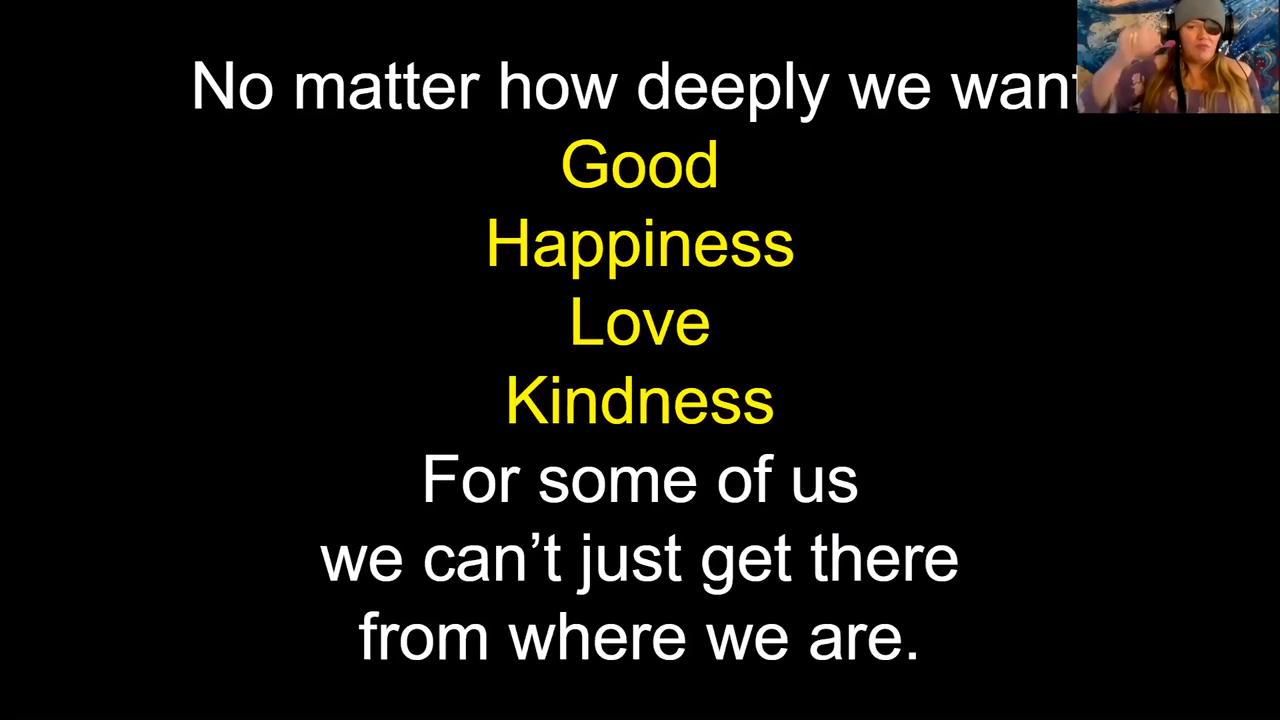 No matter how deeply we want
Good
Happiness
Love
Kindness
For some of us
we can’t just get there
from where we are.